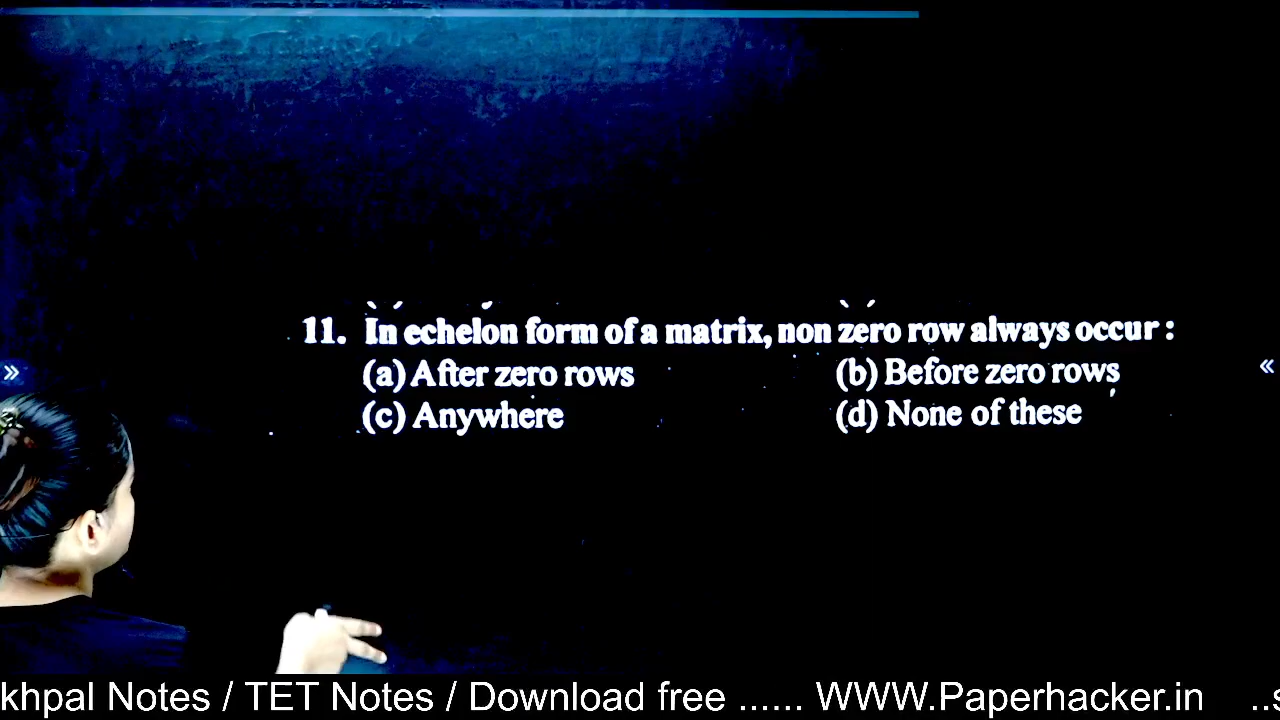 11. In echelon form of a matrix, non zero row always occur :
(a) After zero rows (b) Before zero rows
(c) Anywhere (d) None of these
khpal Notes / TET Notes / Download free ...... WWW.Paperhacker.in ..s